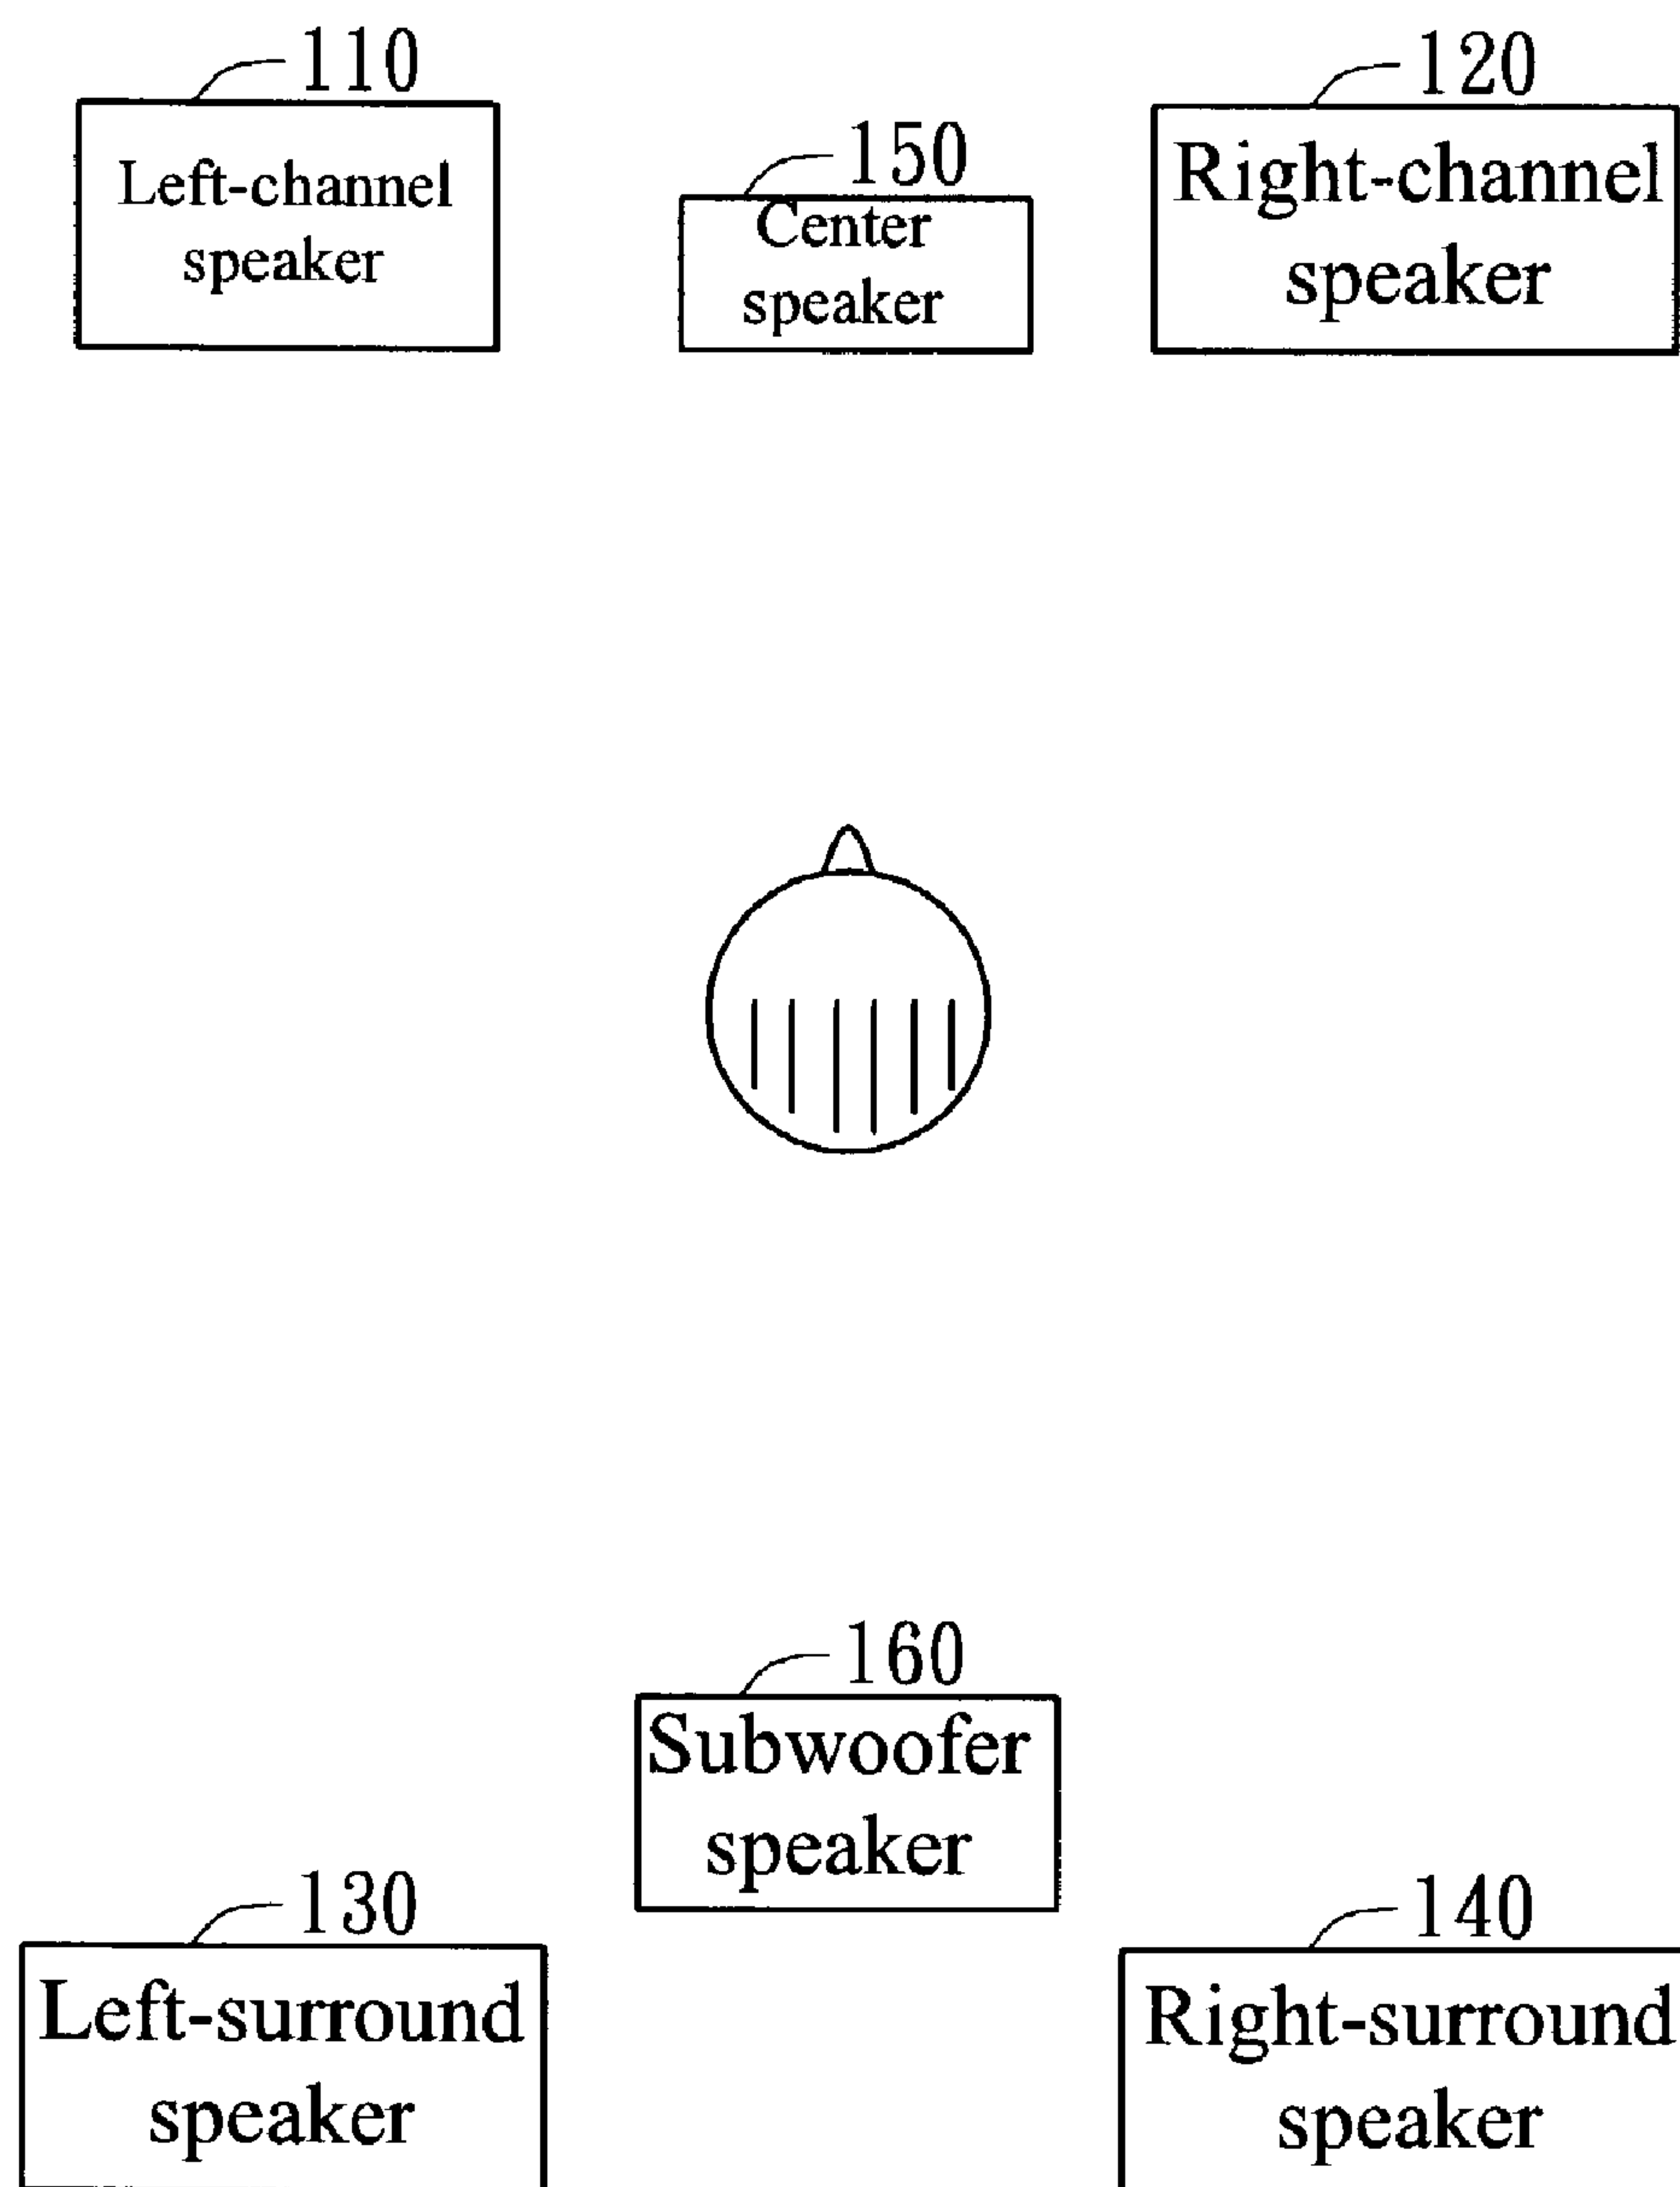 110
Left-channel
speaker
150
Center
speaker
120
Right-channel
speaker
160
Subwoofer
speaker
130
Left-surround
speaker
140
Right-surround
speaker